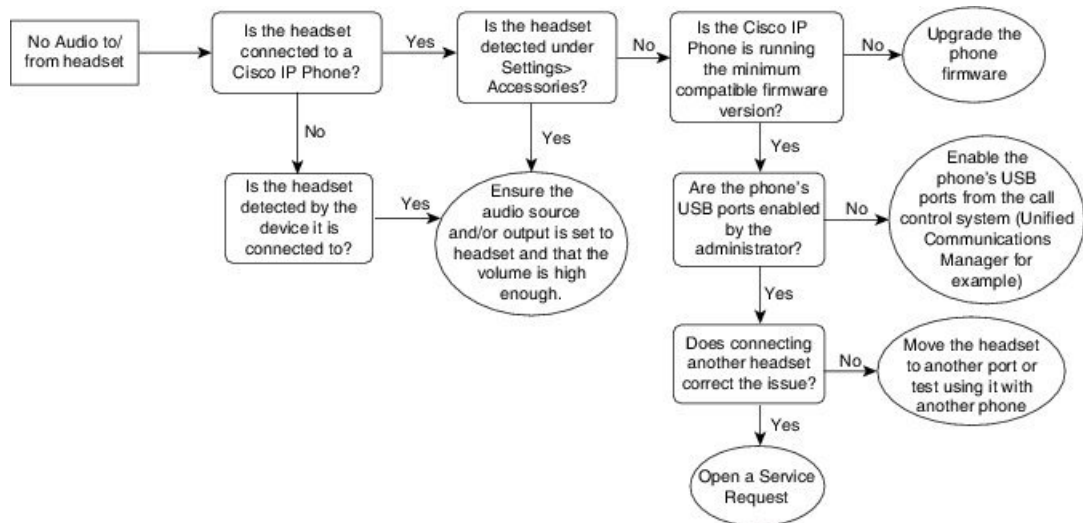 No Audio to/
from headset
Is the headset
connected to a
Cisco IP Phone?
Yes
Is the headset
detected under
Settings>
Accessories?
No
Is the Cisco IP
Phone is running
the minimum
compatible firmware
version?
No
Upgrade the
phone
firmware
No
Yes
Yes
Is the headset
detected by the
device it is
connected to?
Yes
Ensure the
audio source
and/or output is set to
headset and that the
volume is high
enough.
Are the phone's
USB ports enabled
by the
administrator?
No
Enable the
phone's USB
ports from the call
control system (Unified
Communications
Manager for
example)
Yes
Does connecting
another headset
correct the issue?
No
Move the headset
to another port or
test using it with
another phone
Yes
Open a Service
Request